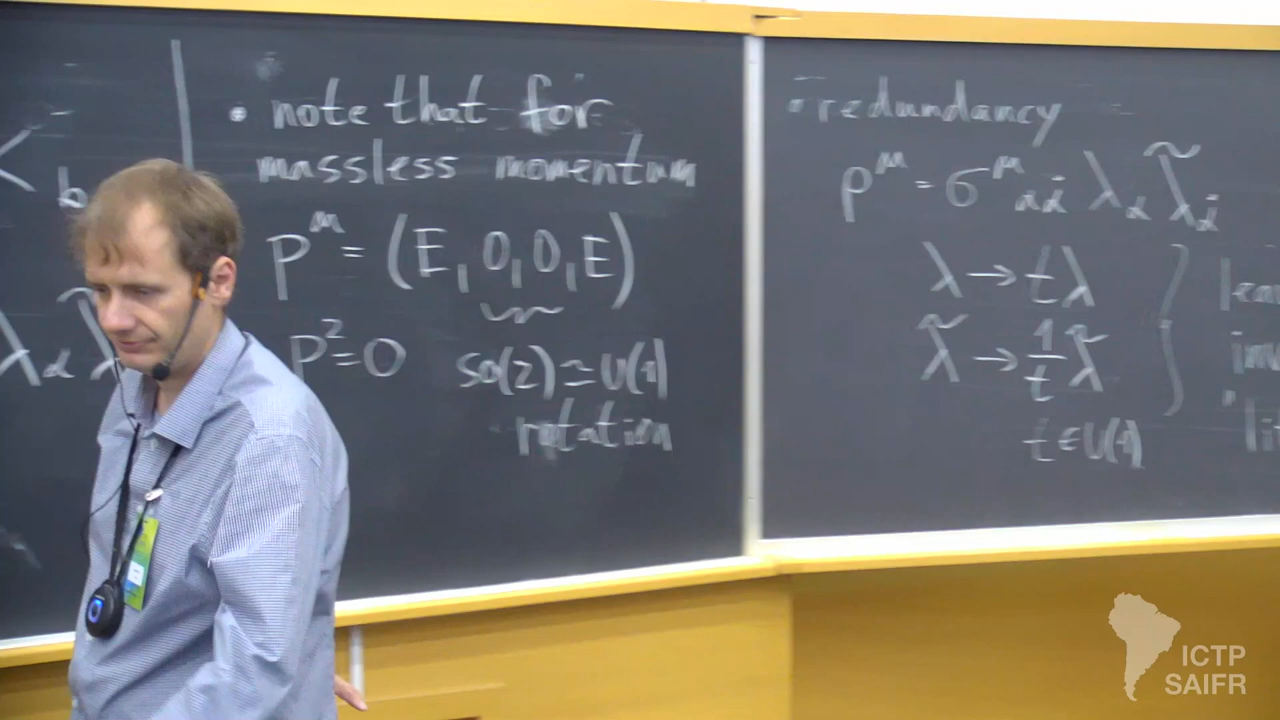 b
λ_α λ̃
• note that for
massless momentum
p^μ = (E,0,0,E)
p²=0 so(2)≃U(1)
rotation
redundancy
p^μ = σ^μ_{αα̇} λ_α λ̃_α̇
λ → tλ
λ̃ → 1/t λ̃
t∈U(1)
ICTP
SAIFR